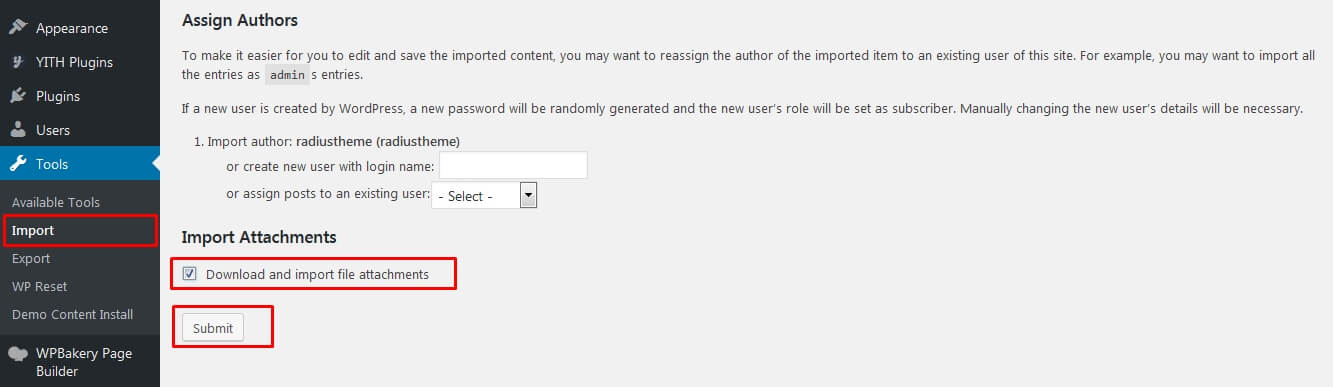 Appearance
YITH Plugins
Plugins
Users
Tools
Available Tools
Import
Export
WP Reset
Demo Content Install
WPBakery Page
Builder
Assign Authors
To make it easier for you to edit and save the imported content, you may want to reassign the author of the imported item to an existing user of this site. For example, you may want to import all
the entries as admin s entries.
If a new user is created by WordPress, a new password will be randomly generated and the new user's role will be set as subscriber. Manually changing the new user's details will be necessary.
1. Import author: radiustheme (radiustheme)
or create new user with login name:
or assign posts to an existing user: - Select -
Import Attachments
Download and import file attachments
Submit